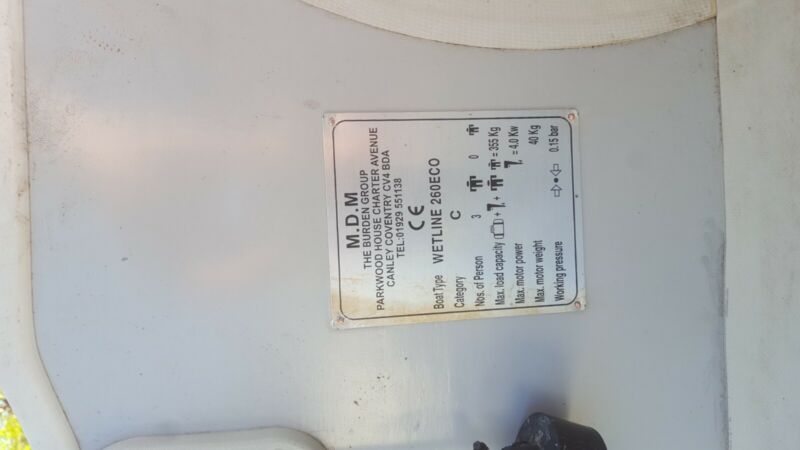 M.D.M
THE BURDEN GROUP
PARKWOOD HOUSE CHARTER AVENUE
CANLEY COVENTRY CV4 BDA
TEL:01929 551138
CE
Boat Type WETLINE 260ECO
Category C
Nos. of Person 3 0
Max. load capacity + + = 355 Kg
Max. motor power = 4.0 Kw
Max. motor weight 40 Kg
Working pressure 0.15 bar